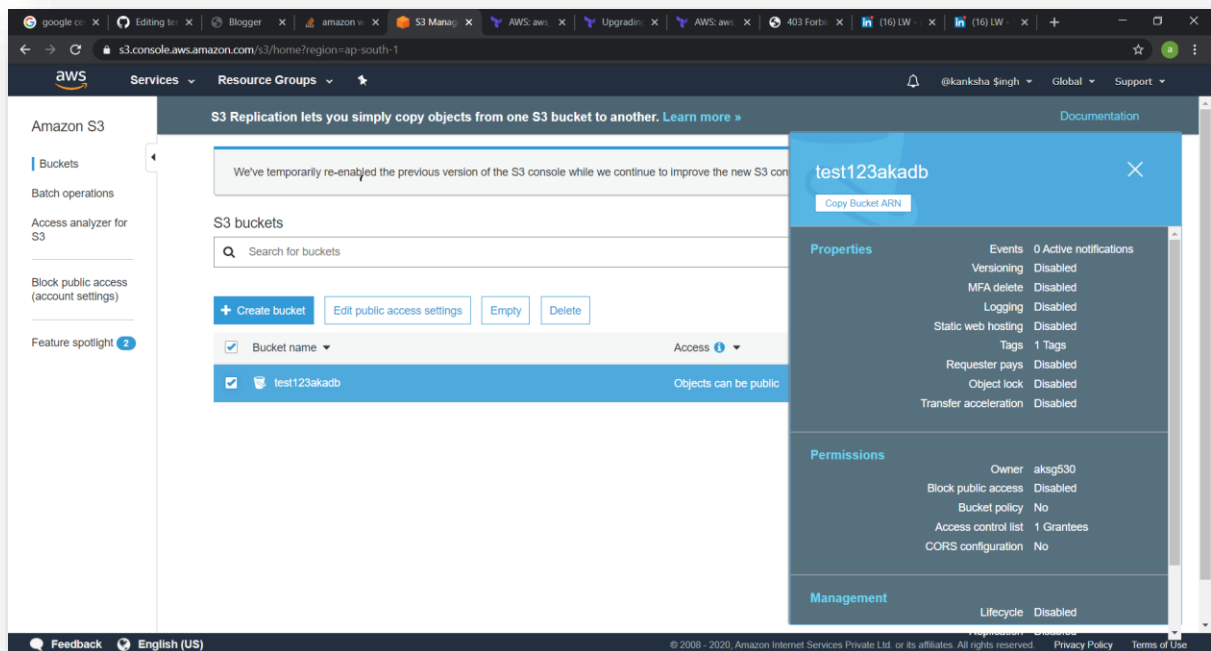 google ce
Editing te
Blogger
amazon w
S3 Manag
AWS: aws_
Upgrading
AWS: aws_
403 Forbi
(16) LW -
(16) LW -
s3.console.aws.amazon.com/s3/home?region=ap-south-1
a
aws
Services
Resource Groups
@kanksha $ingh
Global
Support
Amazon S3
Buckets
Batch operations
Access analyzer for
S3
Block public access
(account settings)
Feature spotlight 2
S3 Replication lets you simply copy objects from one S3 bucket to another. Learn more »
Documentation
We've temporarily re-enabled the previous version of the S3 console while we continue to improve the new S3 con
S3 buckets
Search for buckets
+ Create bucket
Edit public access settings
Empty
Delete
Bucket name
Access
test123akadb
Objects can be public
test123akadb
Copy Bucket ARN
Properties
Events 0 Active notifications
Versioning Disabled
MFA delete Disabled
Logging Disabled
Static web hosting Disabled
Tags 1 Tags
Requester pays Disabled
Object lock Disabled
Transfer acceleration Disabled
Permissions
Owner aksg530
Block public access Disabled
Bucket policy No
Access control list 1 Grantees
CORS configuration No
Management
Lifecycle Disabled
Replication Disabled
Feedback
English (US)
© 2008 - 2020, Amazon Internet Services Private Ltd. or its affiliates. All rights reserved.
Privacy Policy
Terms of Use